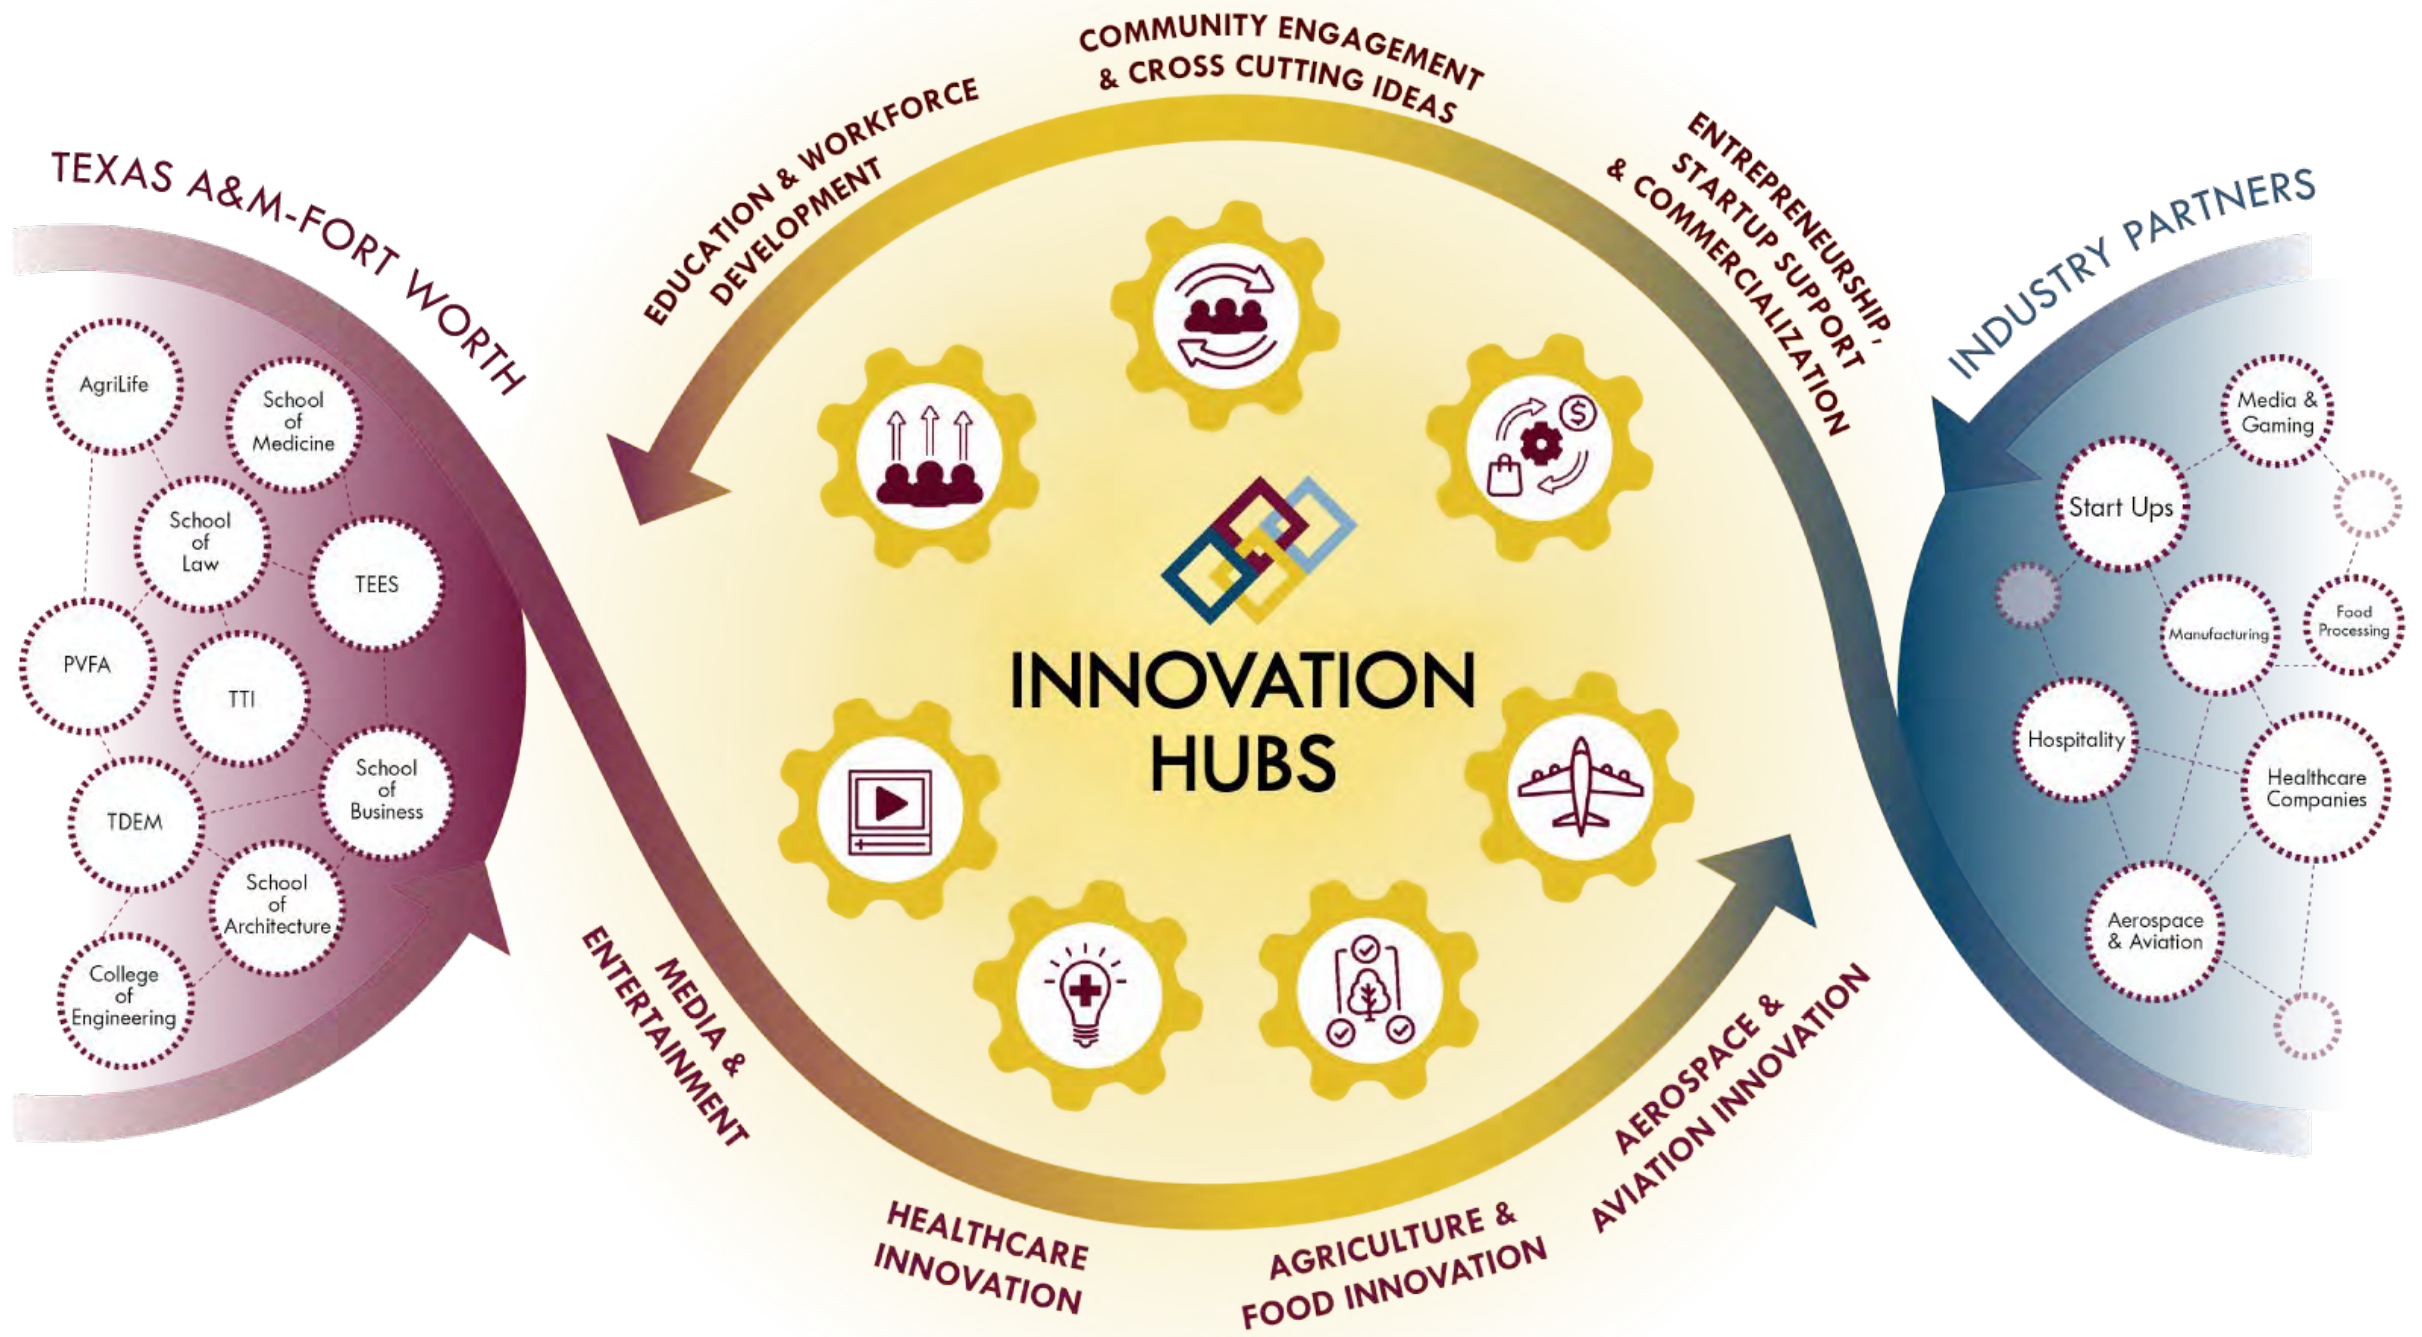 COMMUNITY ENGAGEMENT
& CROSS CUTTING IDEAS
EDUCATION & WORKFORCE
DEVELOPMENT
ENTREPRENEURSHIP,
STARTUP SUPPORT
& COMMERCIALIZATION
TEXAS A&M-FORT WORTH
AgriLife
School
of
Medicine
School
of
Law
TEES
PVFA
TTI
School
of
Business
TDEM
School
of
Architecture
College
of
Engineering
$
INNOVATION
HUBS
INDUSTRY PARTNERS
Media &
Gaming
Start Ups
Manufacturing
Food
Processing
Hospitality
Healthcare
Companies
Aerospace
& Aviation
MEDIA &
ENTERTAINMENT
HEALTHCARE
INNOVATION
AGRICULTURE &
FOOD INNOVATION
AEROSPACE &
AVIATION INNOVATION